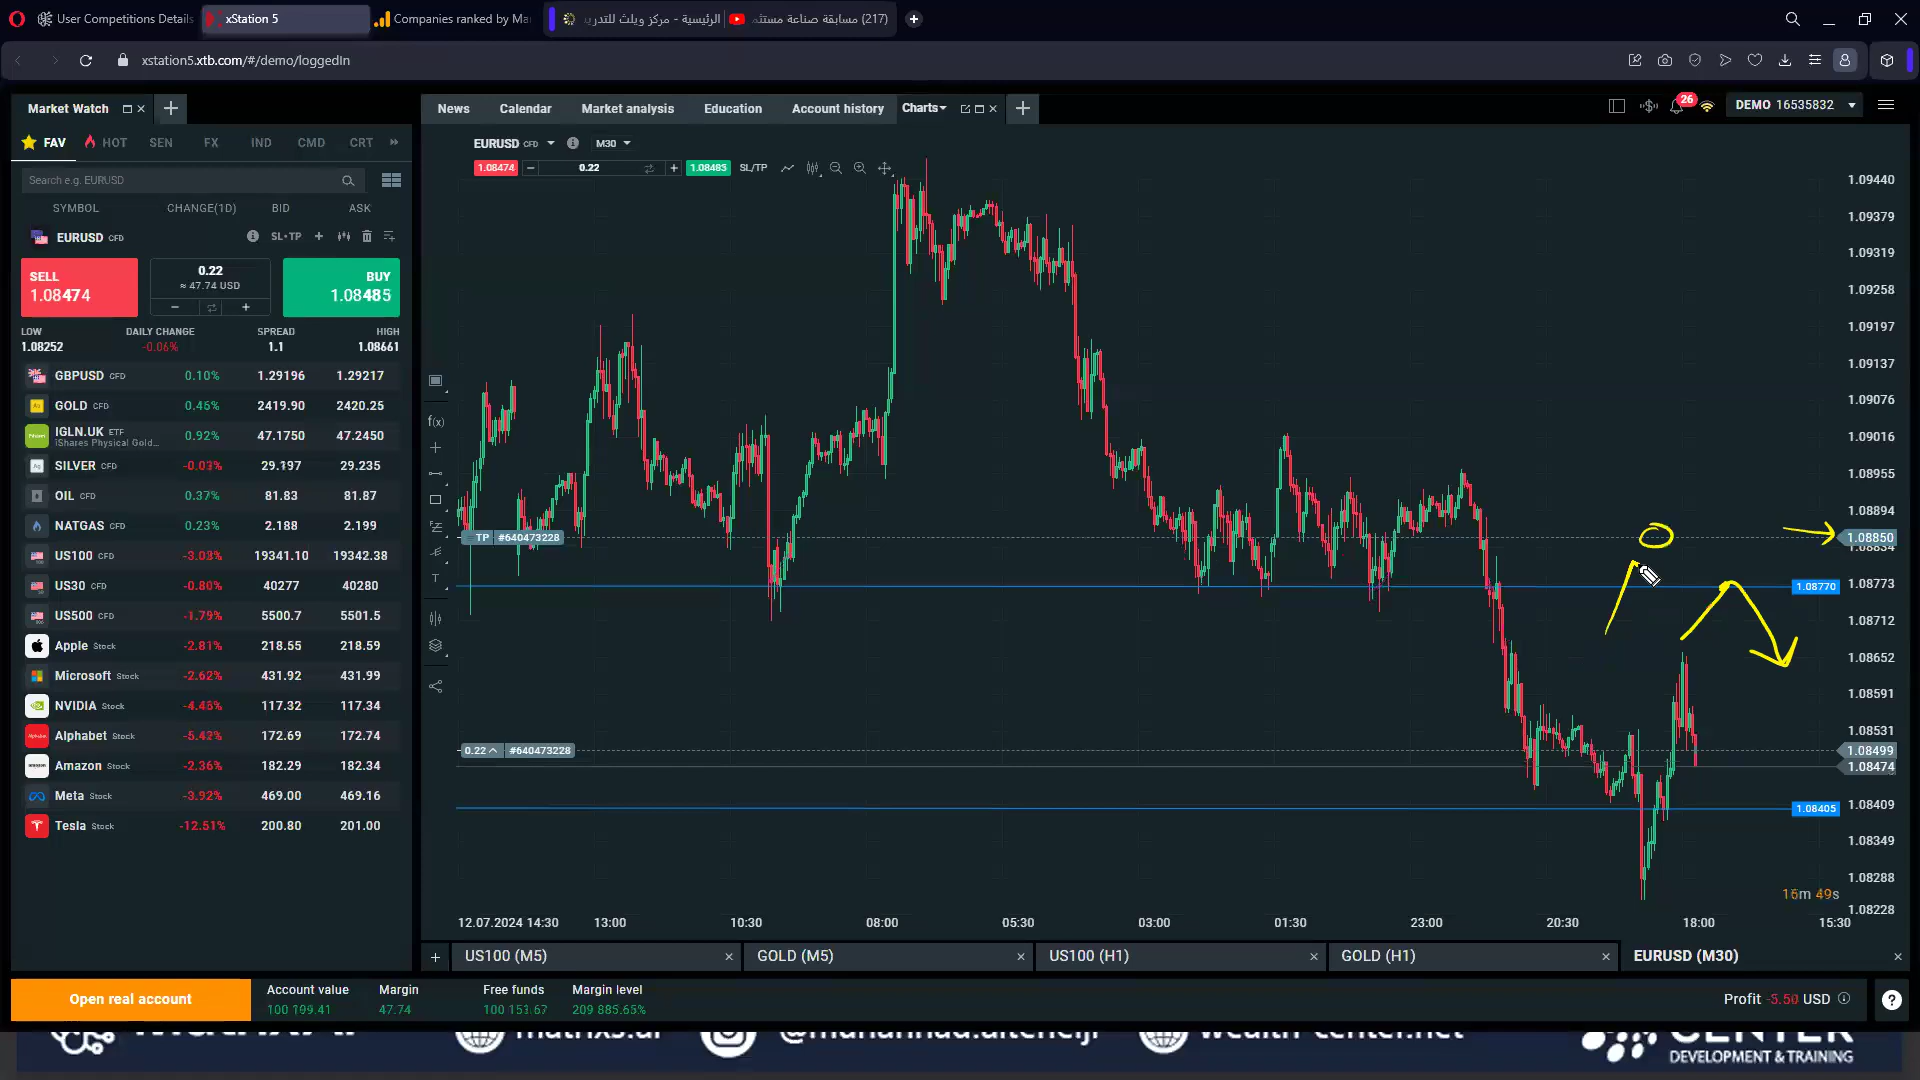 User Competitions Details
xStation 5
Companies ranked by Ma
الرئيسية - مركز ويلث للتدري
(217) مسابقة صناعة مستثم
xstation5.xtb.com/#/demo/loggedIn
Market Watch
News
Calendar
Market analysis
Education
Account history
Charts
26
DEMO 16535832
FAV
HOT
SEN
FX
IND
CMD
CRT
Search e.g. EURUSD
SYMBOL
CHANGE(1D)
BID
ASK
EURUSD CFD
SL•TP
SELL
1.08474
0.22
≈ 47.74 USD
BUY
1.08485
LOW
DAILY CHANGE
SPREAD
HIGH
1.08252
-0.06%
1.1
1.08661
GBPUSD CFD 0.10% 1.29196 1.29217
GOLD CFD 0.45% 2419.90 2420.25
IGLN.UK ETF 0.92% 47.1750 47.2450
iShares Physical Gold...
SILVER CFD -0.03% 29.197 29.235
OIL CFD 0.37% 81.83 81.87
NATGAS CFD 0.23% 2.188 2.199
US100 CFD -3.03% 19341.10 19342.38
US30 CFD -0.80% 40277 40280
US500 CFD -1.79% 5500.7 5501.5
Apple Stock -2.81% 218.55 218.59
Microsoft Stock -2.62% 431.92 431.99
NVIDIA Stock -4.45% 117.32 117.34
Alphabet Stock -5.42% 172.69 172.74
Amazon Stock -2.36% 182.29 182.34
Meta Stock -3.92% 469.00 469.16
Tesla Stock -12.51% 200.80 201.00
EURUSD CFD
M30
1.08474
0.22
1.08485
SL/TP
f(x)
T
TP #640473228
0.22 #640473228
1.09440
1.09379
1.09319
1.09258
1.09197
1.09137
1.09076
1.09016
1.08955
1.08894
1.08850
1.08834
1.08770
1.08773
1.08712
1.08652
1.08591
1.08531
1.08499
1.08474
1.08405
1.08409
1.08349
1.08288
15m 49s
1.08228
12.07.2024 14:30
13:00
10:30
08:00
05:30
03:00
01:30
23:00
20:30
18:00
15:30
US100 (M5)
GOLD (M5)
US100 (H1)
GOLD (H1)
EURUSD (M30)
Open real account
Account value
Margin
Free funds
Margin level
100 199.41
47.74
100 151.67
209 885.65%
Profit -5.50 USD
DEVELOPMENT & TRAINING